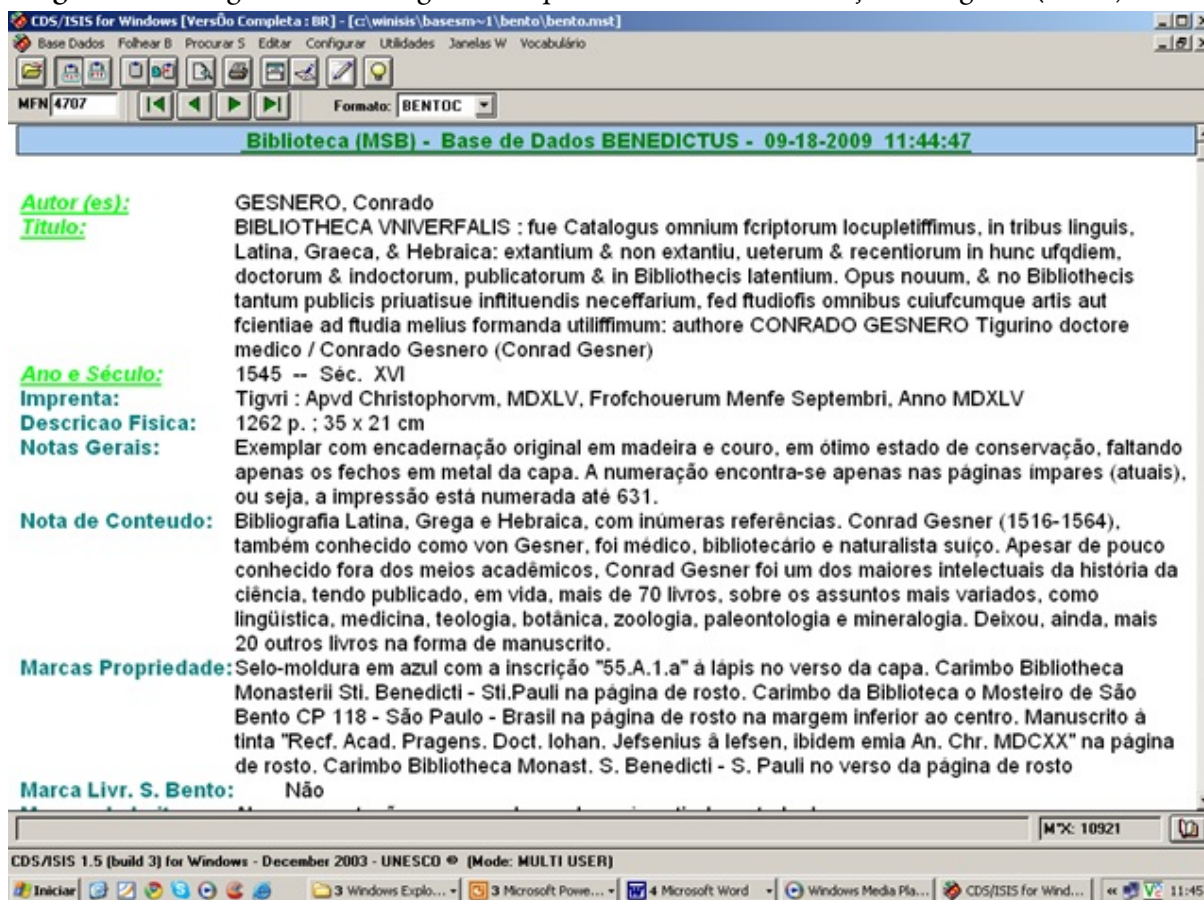 CDS/ISIS for Windows [VersÕo Completa : BR] - [c:\winisis\basesm~1\bento\bento.mst]
Base Dados Folhear B Procurar S Editar Configurar Utilidades Janelas W Vocabulário
MFN 4707 Formato: BENTOC
Biblioteca (MSB) - Base de Dados BENEDICTUS - 09-18-2009 11:44:47
Autor (es): GESNERO, Conrado
Titulo: BIBLIOTHECA VNIVERFALIS : fue Catalogus omnium fcriptorum locupletiffimus, in tribus linguis,
Latina, Graeca, & Hebraica: extantium & non extantiu, ueterum & recentiorum in hunc ufqdiem,
doctorum & indoctorum, publicatorum & in Bibliothecis latentium. Opus nouum, & no Bibliothecis
tantum publicis priuatisue inftituendis neceffarium, fed ftudiofis omnibus cuiufcumque artis aut
fcientiae ad ftudia melius formanda utiliffimum: authore CONRADO GESNERO Tigurino doctore
medico / Conrado Gesnero (Conrad Gesner)
Ano e Século: 1545 -- Séc. XVI
Imprenta: Tigvri : Apvd Christophorvm, MDXLV, Frofchouerum Menfe Septembri, Anno MDXLV
Descricao Fisica: 1262 p. ; 35 x 21 cm
Notas Gerais: Exemplar com encadernação original em madeira e couro, em ótimo estado de conservação, faltando
apenas os fechos em metal da capa. A numeração encontra-se apenas nas páginas ímpares (atuais),
ou seja, a impressão está numerada até 631.
Nota de Conteudo: Bibliografia Latina, Grega e Hebraica, com inúmeras referências. Conrad Gesner (1516-1564),
também conhecido como von Gesner, foi médico, bibliotecário e naturalista suíço. Apesar de pouco
conhecido fora dos meios acadêmicos, Conrad Gesner foi um dos maiores intelectuais da história da
ciência, tendo publicado, em vida, mais de 70 livros, sobre os assuntos mais variados, como
lingüística, medicina, teologia, botânica, zoologia, paleontologia e mineralogia. Deixou, ainda, mais
20 outros livros na forma de manuscrito.
Marcas Propriedade: Selo-moldura em azul com a inscrição "55.A.1.a" à lápis no verso da capa. Carimbo Bibliotheca
Monasterii Sti. Benedicti - Sti.Pauli na página de rosto. Carimbo da Biblioteca o Mosteiro de São
Bento CP 118 - São Paulo - Brasil na página de rosto na margem inferior ao centro. Manuscrito à
tinta "Recf. Acad. Pragens. Doct. Iohan. Jefsenius â Iefsen, ibidem emia An. Chr. MDCXX" na página
de rosto. Carimbo Bibliotheca Monast. S. Benedicti - S. Pauli no verso da página de rosto
Marca Livr. S. Bento: Não
M*X: 10921
CDS/ISIS 1.5 (build 3) for Windows - December 2003 - UNESCO © (Mode: MULTI USER)
Iniciar 3 Windows Explo... 3 Microsoft Powe... 4 Microsoft Word Windows Media Pla... CDS/ISIS for Wind... « 11:45